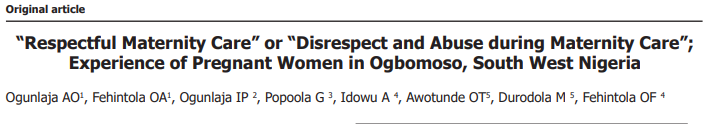 Original article
“Respectful Maternity Care” or “Disrespect and Abuse during Maternity Care”;
Experience of Pregnant Women in Ogbomoso, South West Nigeria
Ogunlaja AO¹, Fehintola OA¹, Ogunlaja IP ², Popoola G ³, Idowu A ⁴, Awotunde OT⁵, Durodola M ⁵, Fehintola OF ⁴